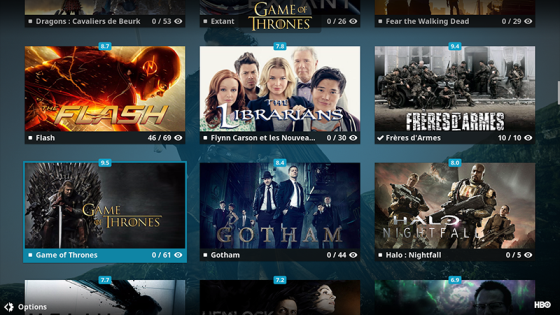 Dragons : Cavaliers de Beurk 0 / 53
Extant 0 / 26
GAME OF THRONES
Fear the Walking Dead 0 / 29
8.7
THE FLASH
Flash 46 / 69
7.8
THE LIBRARIANS
Flynn Carson et les Nouvea... 0 / 30
9.4
FRÈRES D'ARMES
Frères d'Armes 10 / 10
9.5
GAME OF THRONES
Game of Thrones 0 / 61
8.4
GOTHAM
Gotham 0 / 44
8.0
HALO
NIGHTFALL
Halo : Nightfall 0 / 5
7.7
7.2
HEMLOCK
6.9
Options
HBO